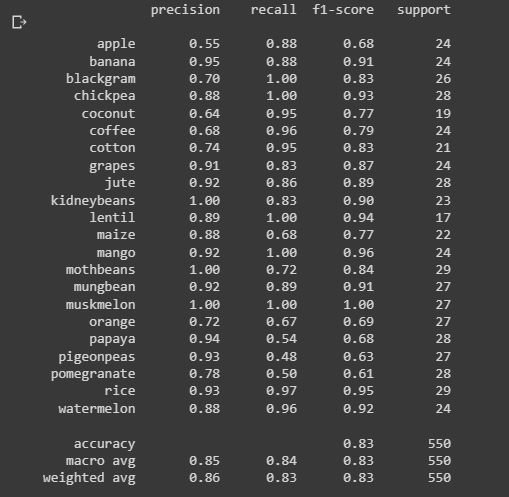 precision recall f1-score support
apple 0.55 0.88 0.68 24
banana 0.95 0.88 0.91 24
blackgram 0.70 1.00 0.83 26
chickpea 0.88 1.00 0.93 28
coconut 0.64 0.95 0.77 19
coffee 0.68 0.96 0.79 24
cotton 0.74 0.95 0.83 21
grapes 0.91 0.83 0.87 24
jute 0.92 0.86 0.89 28
kidneybeans 1.00 0.83 0.90 23
lentil 0.89 1.00 0.94 17
maize 0.88 0.68 0.77 22
mango 0.92 1.00 0.96 24
mothbeans 1.00 0.72 0.84 29
mungbean 0.92 0.89 0.91 27
muskmelon 1.00 1.00 1.00 27
orange 0.72 0.67 0.69 27
papaya 0.94 0.54 0.68 28
pigeonpeas 0.93 0.48 0.63 27
pomegranate 0.78 0.50 0.61 28
rice 0.93 0.97 0.95 29
watermelon 0.88 0.96 0.92 24
accuracy 0.83 550
macro avg 0.85 0.84 0.83 550
weighted avg 0.86 0.83 0.83 550